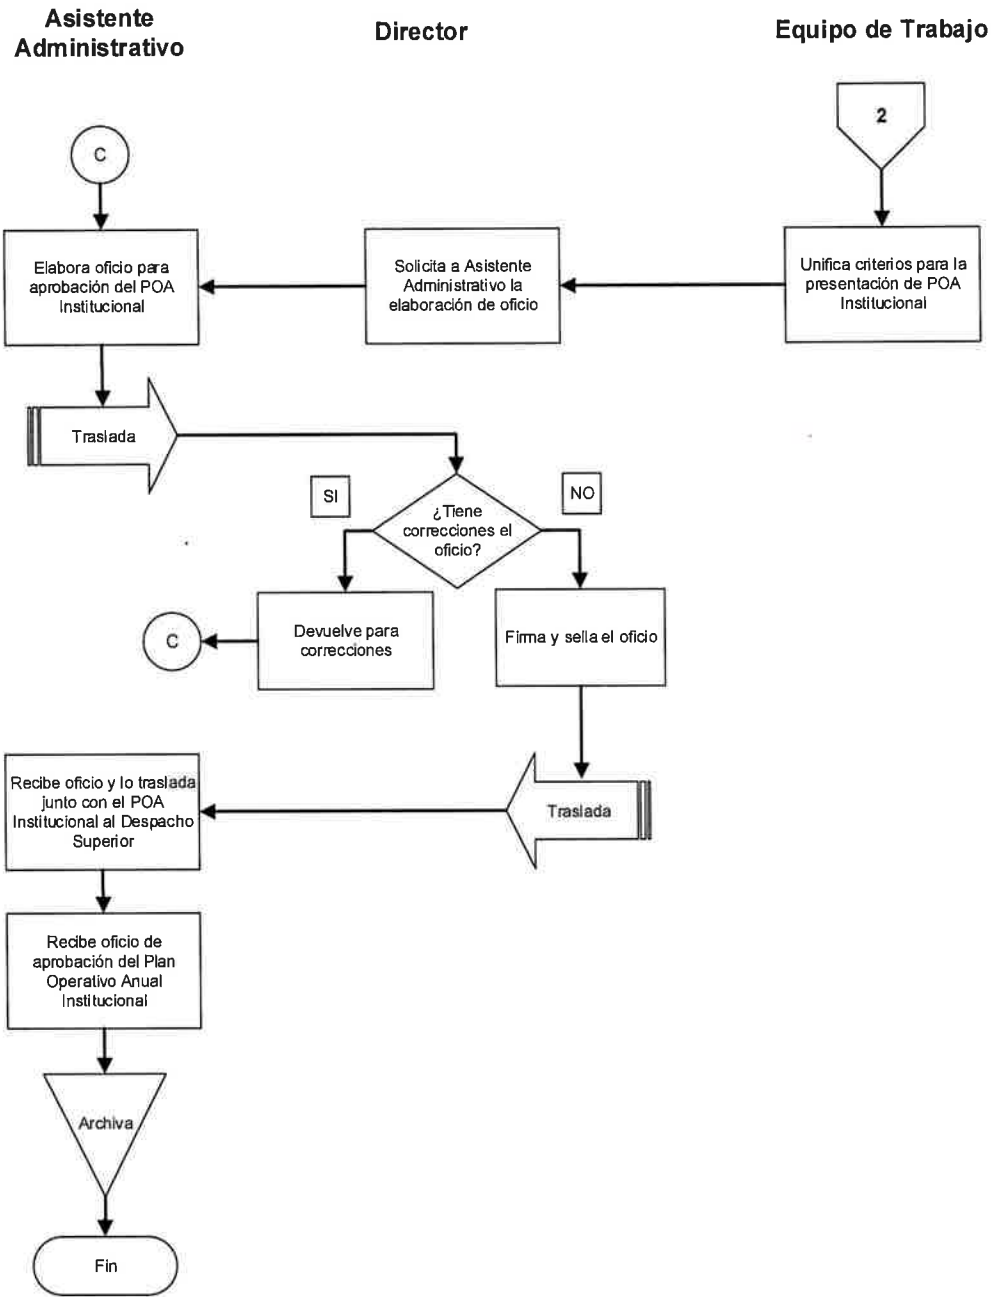 Asistente
Administrativo
Director
Equipo de Trabajo
2
C
Elabora oficio para
aprobación del POA
Institucional
Solicita a Asistente
Administrativo la
elaboración de oficio
Unifica criterios para la
presentación de POA
Institucional
Traslada
SI
NO
¿Tiene
correcciones el
oficio?
C
Devuelve para
correcciones
Firma y sella el oficio
Recibe oficio y lo traslada
junto con el POA
Institucional al Despacho
Superior
Traslada
Recibe oficio de
aprobación del Plan
Operativo Anual
Institucional
Archiva
Fin